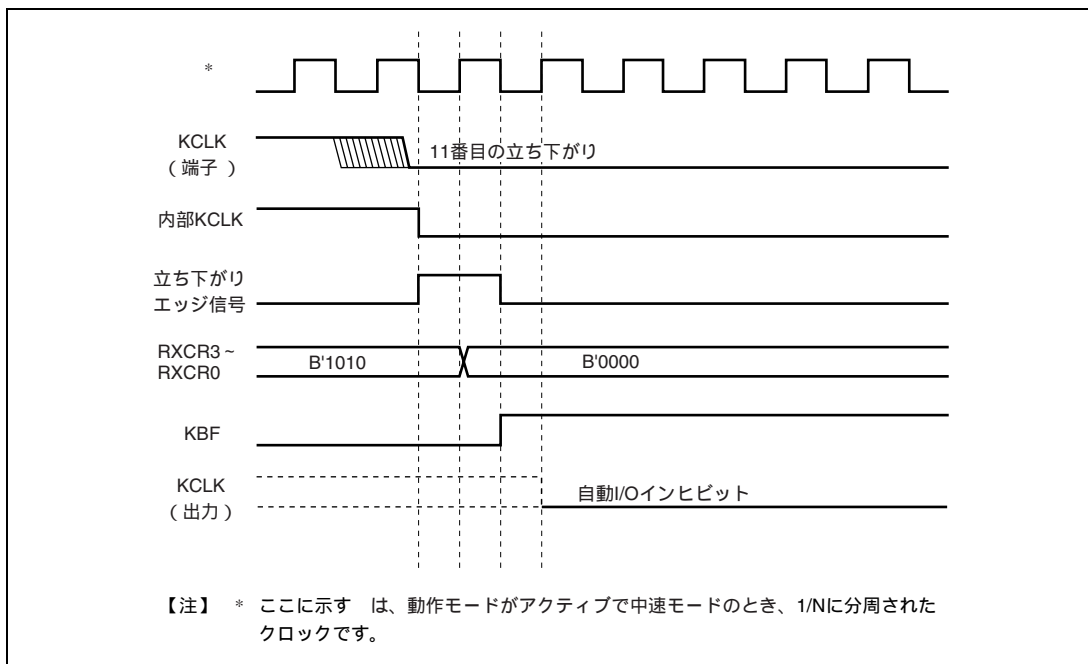 *
KCLK
（端子）
11番目の立ち下がり
内部KCLK
立ち下がり
エッジ信号
RXCR3～
RXCR0
B'1010
B'0000
KBF
KCLK
（出力）
自動I/Oインヒビット
【注】 * ここに示す　は、動作モードがアクティブで中速モードのとき、1/Nに分周された
クロックです。